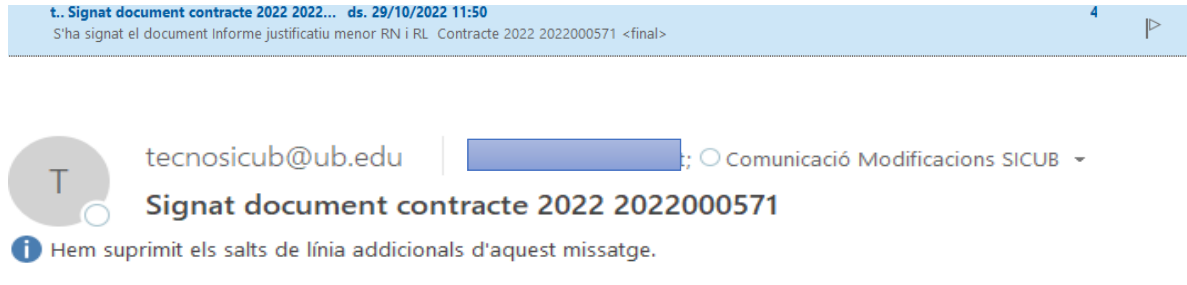 t.. Signat document contracte 2022 2022... ds. 29/10/2022 11:50 4
S'ha signat el document Informe justificatiu menor RN i RL Contracte 2022 2022000571 <final>
T
tecnosicub@ub.edu ; Comunicació Modificacions SICUB
Signat document contracte 2022 2022000571
i Hem suprimit els salts de línia addicionals d'aquest missatge.